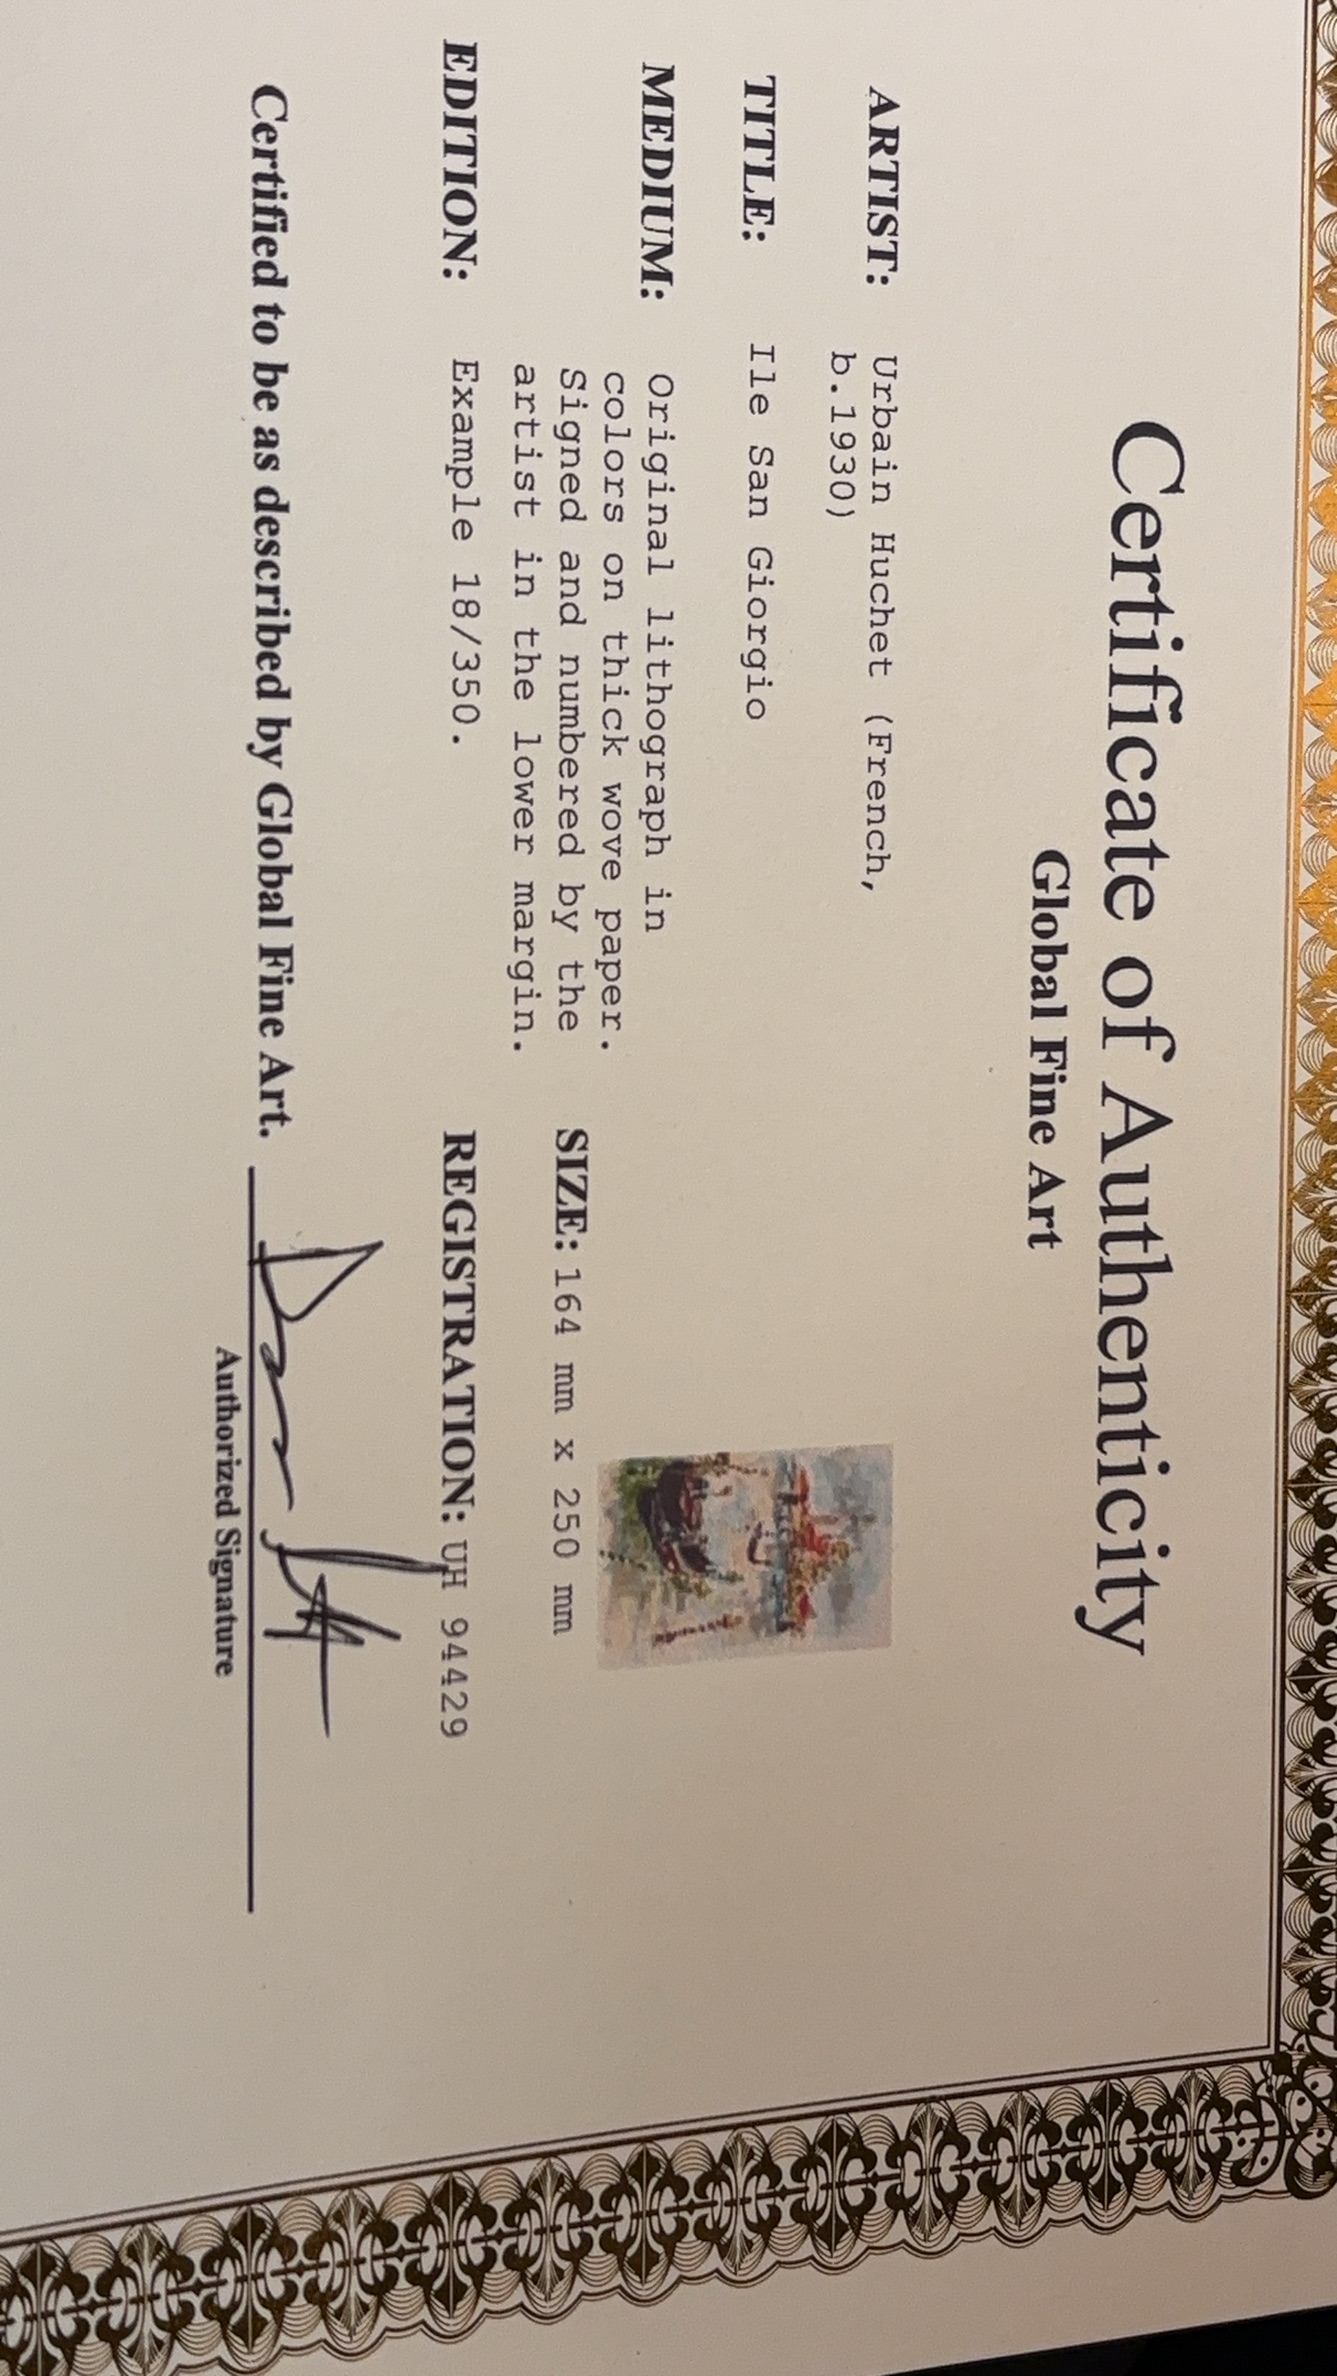 Certificate of Authenticity
Global Fine Art
ARTIST: Urbain Huchet (French,
b.1930)
TITLE: Ile San Giorgio
MEDIUM: Original lithograph in
colors on thick wove paper.
Signed and numbered by the
artist in the lower margin.
SIZE: 164 mm x 250 mm
EDITION: Example 18/350.
REGISTRATION: UH 94429
Certified to be as described by Global Fine Art.
Authorized Signature